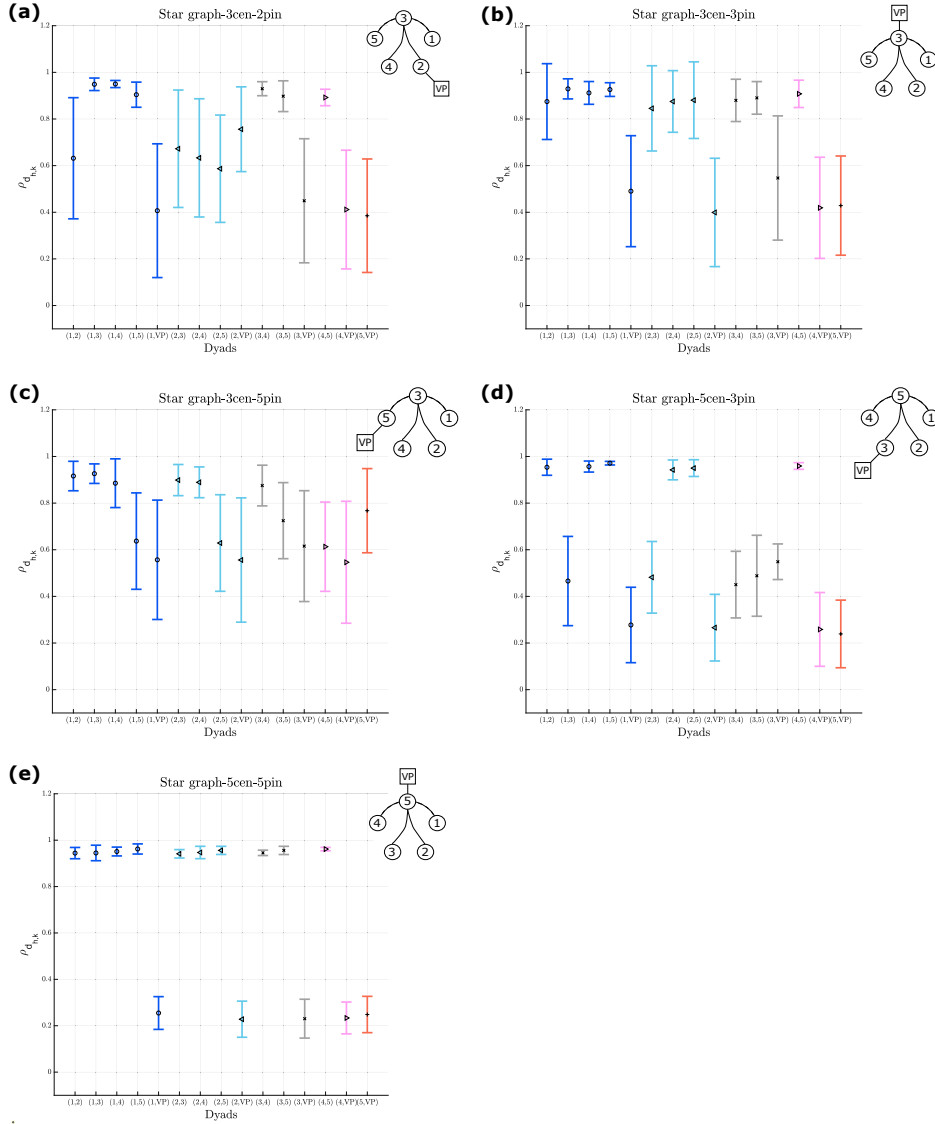 (a)
Star graph-3cen-2pin
3
5
1
4
2
VP
1.2
1
0.8
0.6
0.4
0.2
0
ρd_h,k
(1,2) (1,3) (1,4) (1,5) (1,VP) (2,3) (2,4) (2,5) (2,VP) (3,4) (3,5) (3,VP) (4,5) (4,VP) (5,VP)
Dyads
(b)
Star graph-3cen-3pin
VP
3
5
1
4
2
1.2
1
0.8
0.6
0.4
0.2
0
ρd_h,k
(1,2) (1,3) (1,4) (1,5) (1,VP) (2,3) (2,4) (2,5) (2,VP) (3,4) (3,5) (3,VP) (4,5) (4,VP) (5,VP)
Dyads
(c)
Star graph-3cen-5pin
3
5
1
VP
4
2
1.2
1
0.8
0.6
0.4
0.2
0
ρd_h,k
(1,2) (1,3) (1,4) (1,5) (1,VP) (2,3) (2,4) (2,5) (2,VP) (3,4) (3,5) (3,VP) (4,5) (4,VP) (5,VP)
Dyads
(d)
Star graph-5cen-3pin
5
4
1
3
2
VP
1.2
1
0.8
0.6
0.4
0.2
0
ρd_h,k
(1,2) (1,3) (1,4) (1,5) (1,VP) (2,3) (2,4) (2,5) (2,VP) (3,4) (3,5) (3,VP) (4,5) (4,VP) (5,VP)
Dyads
(e)
Star graph-5cen-5pin
VP
5
4
1
3
2
1.2
1
0.8
0.6
0.4
0.2
0
ρd_h,k
(1,2) (1,3) (1,4) (1,5) (1,VP) (2,3) (2,4) (2,5) (2,VP) (3,4) (3,5) (3,VP) (4,5) (4,VP) (5,VP)
Dyads